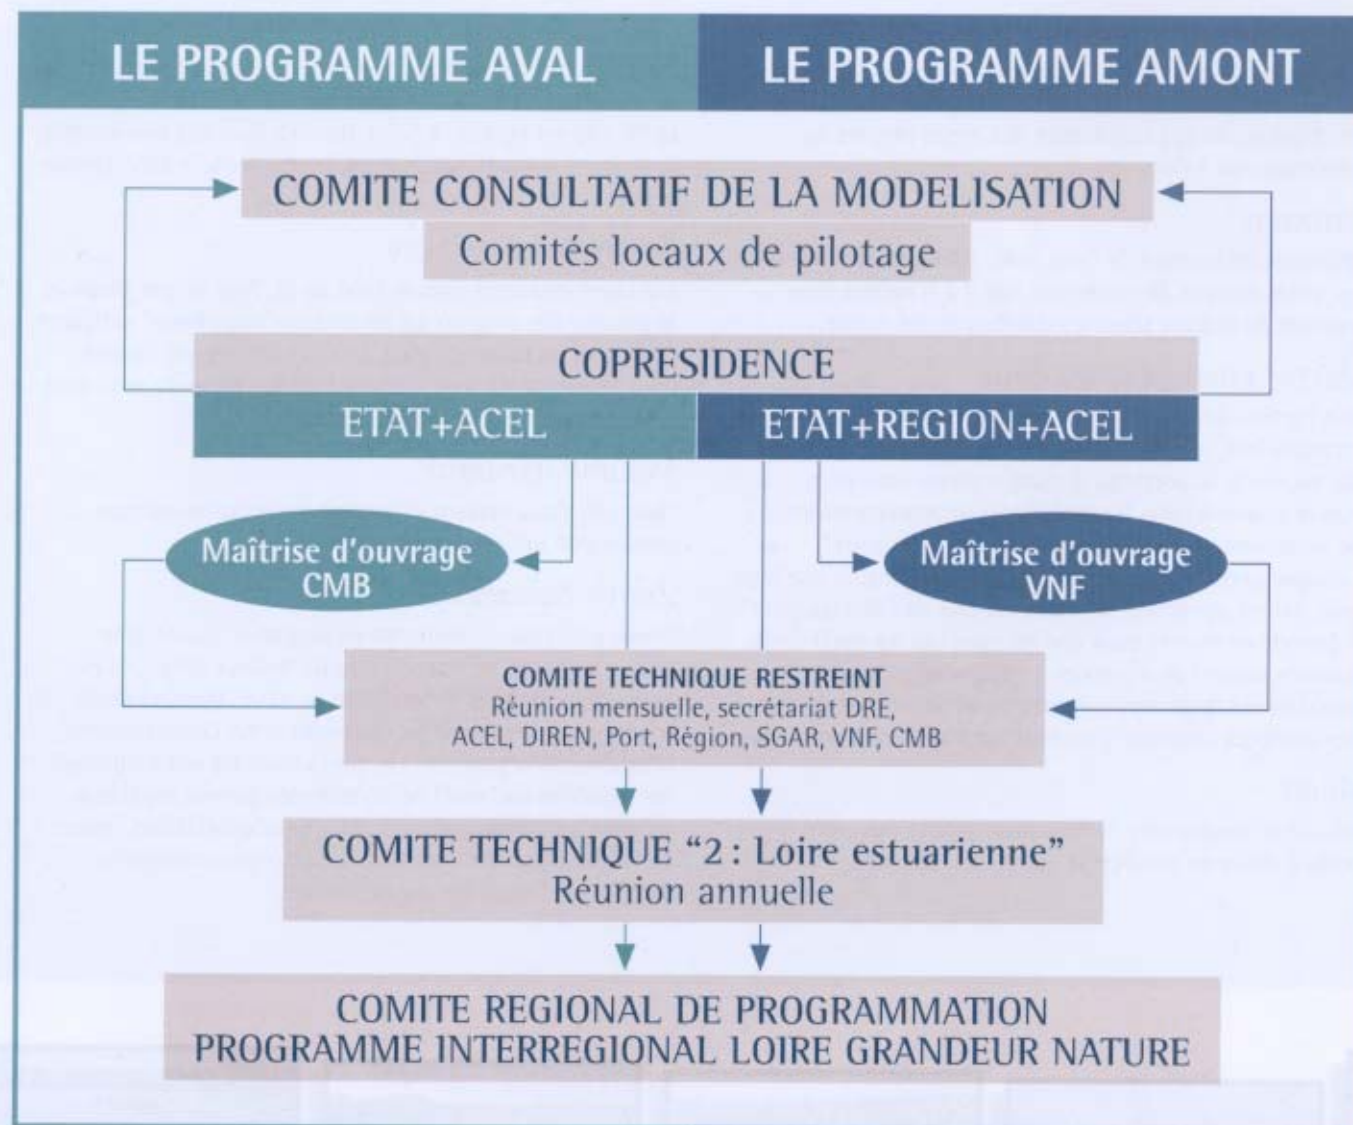 LE PROGRAMME AVAL
LE PROGRAMME AMONT
COMITE CONSULTATIF DE LA MODELISATION
Comités locaux de pilotage
COPRESIDENCE
ETAT+ACEL
ETAT+REGION+ACEL
Maîtrise d'ouvrage
CMB
Maîtrise d'ouvrage
VNF
COMITE TECHNIQUE RESTREINT
Réunion mensuelle, secrétariat DRE,
ACEL, DIREN, Port, Région, SGAR, VNF, CMB
COMITE TECHNIQUE “2 : Loire estuarienne”
Réunion annuelle
COMITE REGIONAL DE PROGRAMMATION
PROGRAMME INTERREGIONAL LOIRE GRANDEUR NATURE